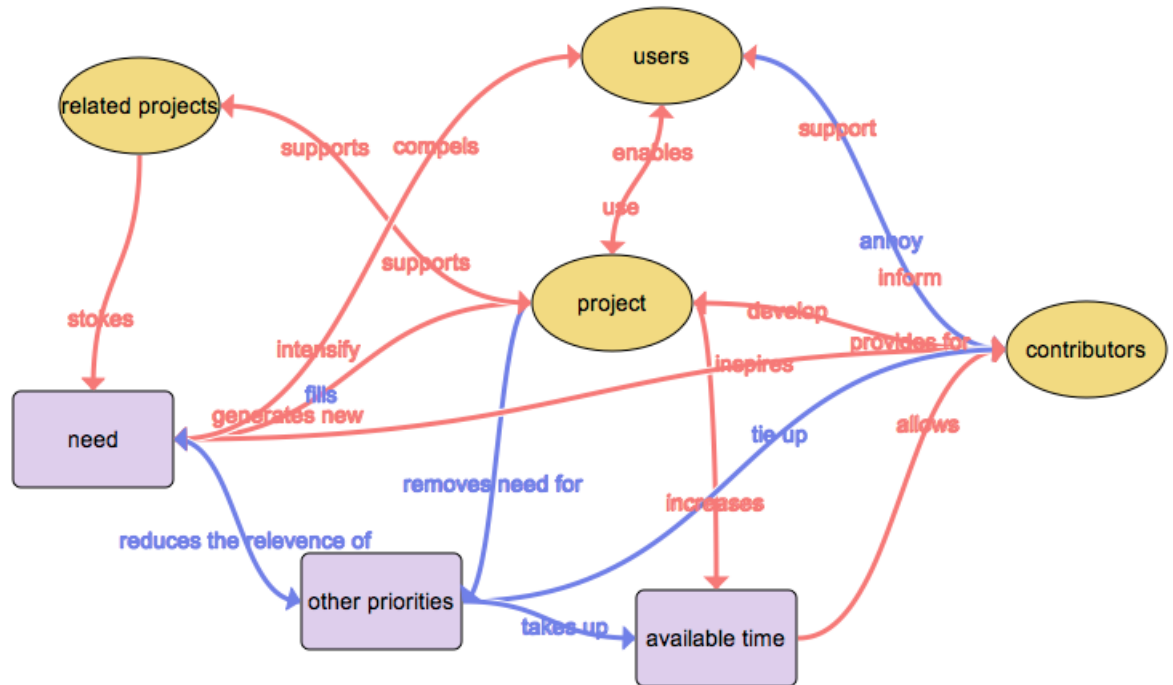 users
related projects
support
supports
compels
enables
use
annoy
supports
inform
project
stokes
develop
provides for
contributors
intensify
inspires
fills
generates new
allows
need
tie up
removes need for
increases
reduces the relevence of
other priorities
takes up
available time